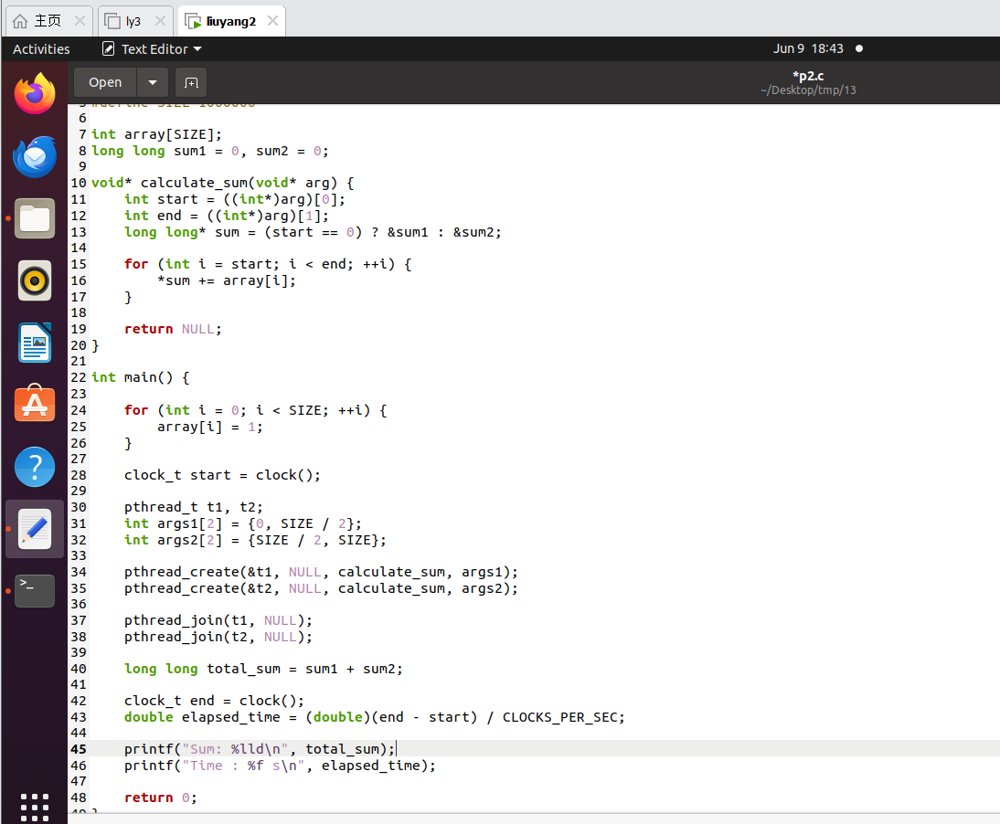 主页
ly3
liuyang2
Activities
Text Editor
Jun 9 18:43
Open
*p2.c
~/Desktop/tmp/13
5 #define SIZE 1000000
6
7 int array[SIZE];
8 long long sum1 = 0, sum2 = 0;
9
10 void* calculate_sum(void* arg) {
11     int start = ((int*)arg)[0];
12     int end = ((int*)arg)[1];
13     long long* sum = (start == 0) ? &sum1 : &sum2;
14
15     for (int i = start; i < end; ++i) {
16         *sum += array[i];
17     }
18
19     return NULL;
20 }
21
22 int main() {
23
24     for (int i = 0; i < SIZE; ++i) {
25         array[i] = 1;
26     }
27
28     clock_t start = clock();
29
30     pthread_t t1, t2;
31     int args1[2] = {0, SIZE / 2};
32     int args2[2] = {SIZE / 2, SIZE};
33
34     pthread_create(&t1, NULL, calculate_sum, args1);
35     pthread_create(&t2, NULL, calculate_sum, args2);
36
37     pthread_join(t1, NULL);
38     pthread_join(t2, NULL);
39
40     long long total_sum = sum1 + sum2;
41
42     clock_t end = clock();
43     double elapsed_time = (double)(end - start) / CLOCKS_PER_SEC;
44
45     printf("Sum: %lld\n", total_sum);
46     printf("Time : %f s\n", elapsed_time);
47
48     return 0;
49 }